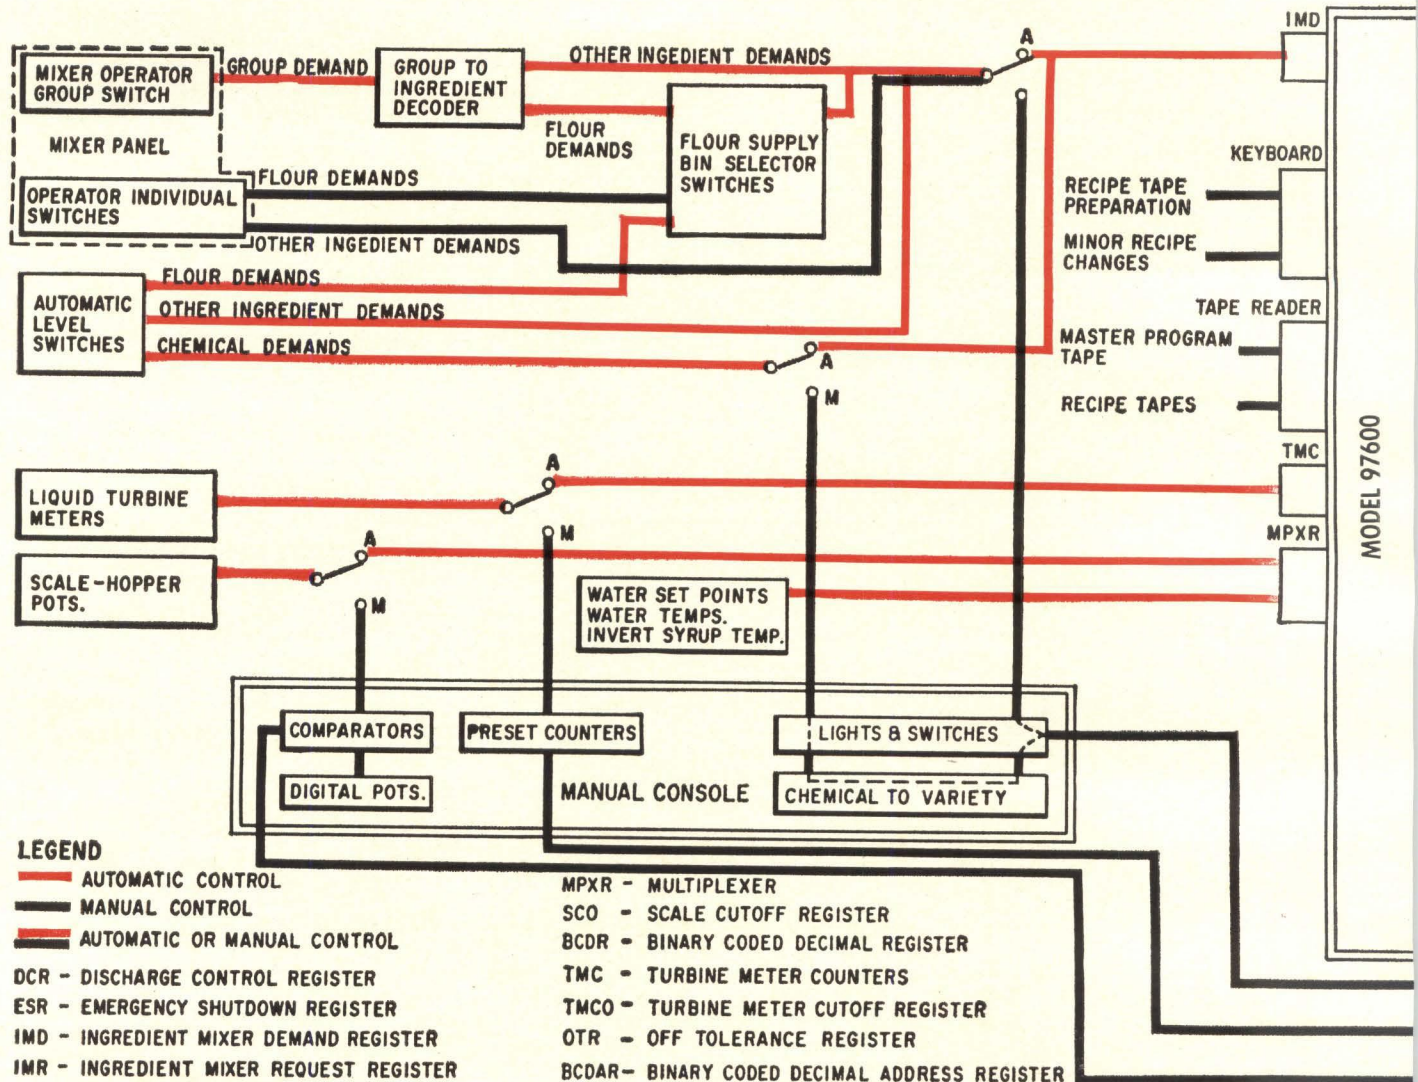 IMD
A
OTHER INGEDIENT DEMANDS
MIXER OPERATOR
GROUP SWITCH
GROUP DEMAND
GROUP TO
INGREDIENT
DECODER
MIXER PANEL
FLOUR
DEMANDS
FLOUR SUPPLY
BIN SELECTOR
SWITCHES
KEYBOARD
FLOUR DEMANDS
RECIPE TAPE
PREPARATION
OPERATOR INDIVIDUAL
SWITCHES
OTHER INGEDIENT DEMANDS
MINOR RECIPE
CHANGES
FLOUR DEMANDS
AUTOMATIC
LEVEL
SWITCHES
OTHER INGREDIENT DEMANDS
CHEMICAL DEMANDS
TAPE READER
MASTER PROGRAM
TAPE
A
M
RECIPE TAPES
MODEL 97600
TMC
A
LIQUID TURBINE
METERS
M
MPXR
A
SCALE-HOPPER
POTS.
M
WATER SET POINTS
WATER TEMPS.
INVERT SYRUP TEMP.
COMPARATORS
PRESET COUNTERS
LIGHTS & SWITCHES
DIGITAL POTS.
MANUAL CONSOLE
CHEMICAL TO VARIETY
LEGEND
AUTOMATIC CONTROL
MANUAL CONTROL
AUTOMATIC OR MANUAL CONTROL
DCR - DISCHARGE CONTROL REGISTER
ESR - EMERGENCY SHUTDOWN REGISTER
IMD - INGREDIENT MIXER DEMAND REGISTER
IMR - INGREDIENT MIXER REQUEST REGISTER
MPXR - MULTIPLEXER
SCO - SCALE CUTOFF REGISTER
BCDR - BINARY CODED DECIMAL REGISTER
TMC - TURBINE METER COUNTERS
TMCO - TURBINE METER CUTOFF REGISTER
OTR - OFF TOLERANCE REGISTER
BCDAR- BINARY CODED DECIMAL ADDRESS REGISTER